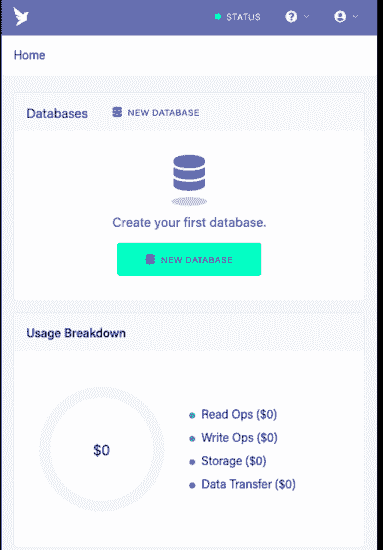 STATUS
Home
Databases NEW DATABASE
Create your first database.
NEW DATABASE
Usage Breakdown
$0
Read Ops ($0)
Write Ops ($0)
Storage ($0)
Data Transfer ($0)